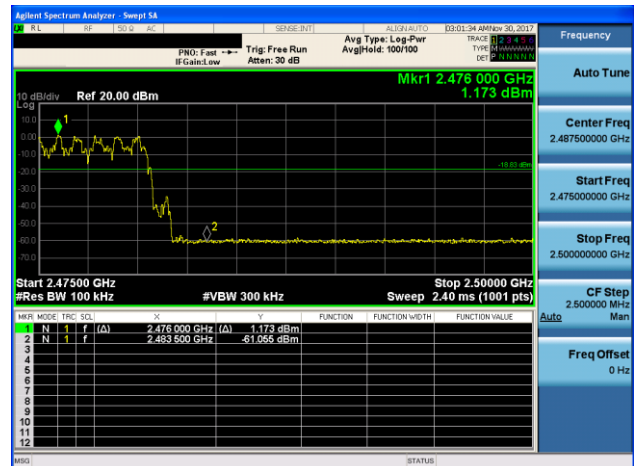 Agilent Spectrum Analyzer - Swept SA
RL RF 50 Ω AC SENSE:INT ALIGNAUTO 03:01:34 AM Nov 30, 2017
Frequency
PNO: Fast
IFGain:Low
Trig: Free Run
Atten: 30 dB
Avg Type: Log-Pwr
Avg|Hold: 100/100
TRACE 1 2 3 4 5 6
TYPE M
DET P N N N N N
Auto Tune
Mkr1 2.476 000 GHz
1.173 dBm
10 dB/div Ref 20.00 dBm
Log
10.0
0.00
-10.0
-20.0
-30.0
-40.0
-50.0
-60.0
-70.0
1
2
-18.83 dBm
Center Freq
2.487500000 GHz
Start Freq
2.475000000 GHz
Stop Freq
2.500000000 GHz
Start 2.47500 GHz Stop 2.50000 GHz
#Res BW 100 kHz #VBW 300 kHz Sweep 2.40 ms (1001 pts)
CF Step
2.500000 MHz
Auto Man
MKR MODE TRC SCL X Y FUNCTION FUNCTION WIDTH FUNCTION VALUE
1 N 1 f (Δ) 2.476 000 GHz (Δ) 1.173 dBm
2 N 1 f 2.483 500 GHz -61.055 dBm
3
4
5
6
7
8
9
10
11
12
Freq Offset
0 Hz
MSG STATUS